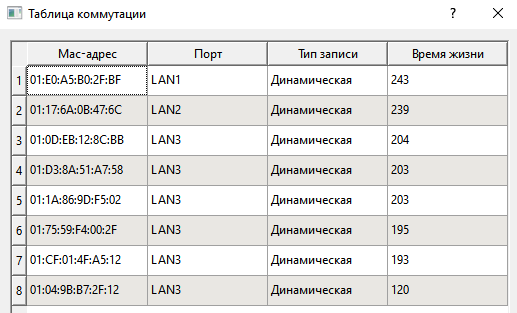 Таблица коммутации ? ×
Mac-адрес Порт Тип записи Время жизни
1 01:E0:A5:B0:2F:BF LAN1 Динамическая 243
2 01:17:6A:0B:47:6C LAN2 Динамическая 239
3 01:0D:EB:12:8C:BB LAN3 Динамическая 204
4 01:D3:8A:51:A7:58 LAN3 Динамическая 203
5 01:1A:86:9D:F5:02 LAN3 Динамическая 203
6 01:75:59:F4:00:2F LAN3 Динамическая 195
7 01:CF:01:4F:A5:12 LAN3 Динамическая 193
8 01:04:9B:B7:2F:12 LAN3 Динамическая 120